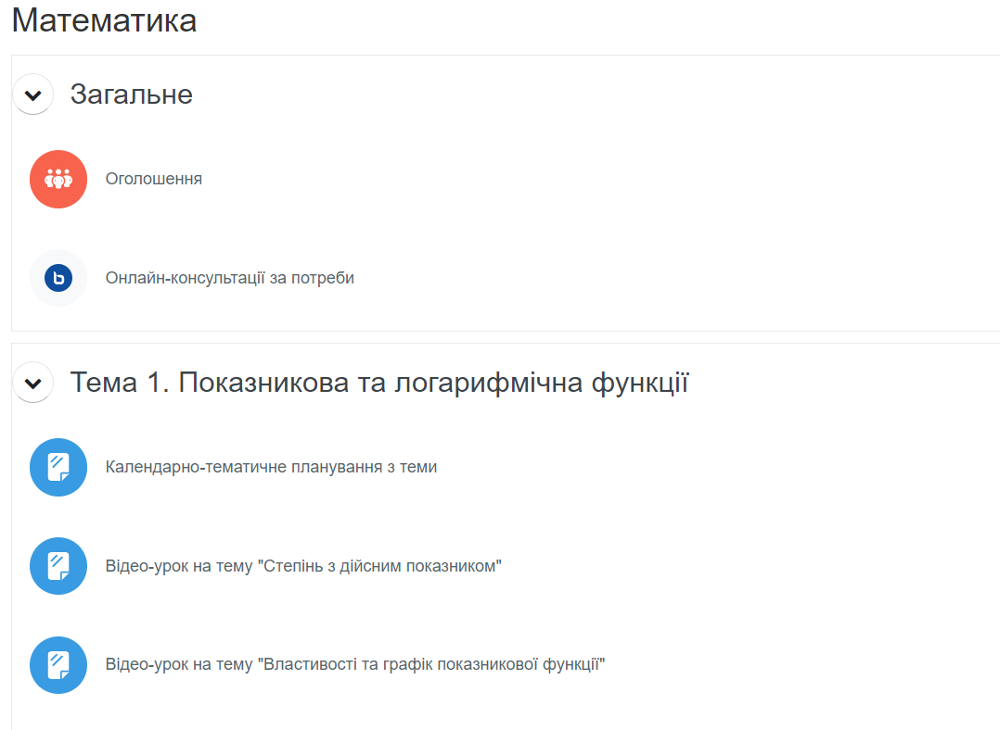 Математика
Загальне
Оголошення
Онлайн-консультації за потреби
Тема 1. Показникова та логарифмічна функції
Календарно-тематичне планування з теми
Відео-урок на тему "Степінь з дійсним показником"
Відео-урок на тему "Властивості та графік показникової функції"